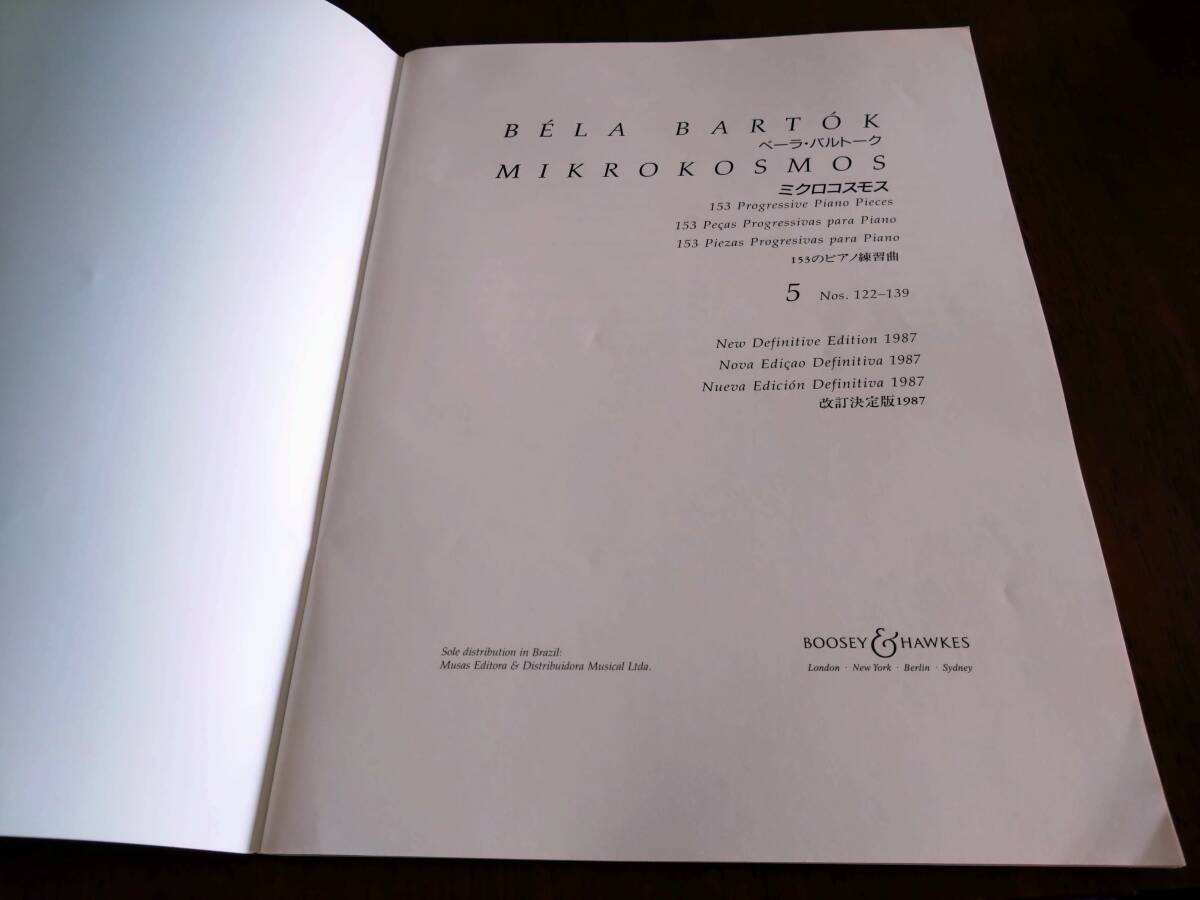 BÉLA BARTÓK
ベーラ・バルトーク
MIKROKOSMOS
ミクロコスモス
153 Progressive Piano Pieces
153 Peças Progressivas para Piano
153 Piezas Progresivas para Piano
153のピアノ練習曲
5 Nos. 122–139
New Definitive Edition 1987
Nova Ediçao Definitiva 1987
Nueva Edición Definitiva 1987
改訂決定版1987
Sole distribution in Brazil:
Musas Editora & Distribuidora Musical Ltda.
BOOSEY & HAWKES
London · New York · Berlin · Sydney